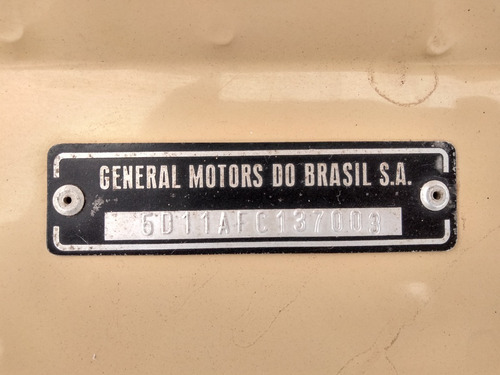 GENERAL MOTORS DO BRASIL S.A.
5D11AFC137009